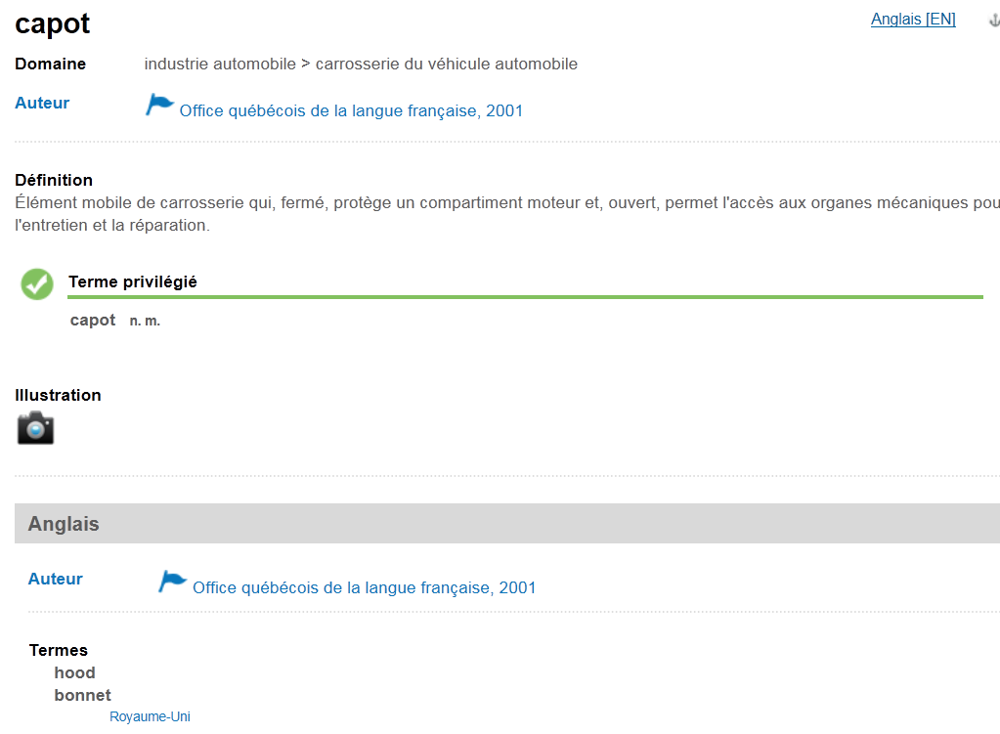 capot
Anglais [EN]
Domaine industrie automobile > carrosserie du véhicule automobile
Auteur Office québécois de la langue française, 2001
Définition
Élément mobile de carrosserie qui, fermé, protège un compartiment moteur et, ouvert, permet l'accès aux organes mécaniques pou
l'entretien et la réparation.
Terme privilégié
capot n. m.
Illustration
Anglais
Auteur Office québécois de la langue française, 2001
Termes
hood
bonnet
Royaume-Uni